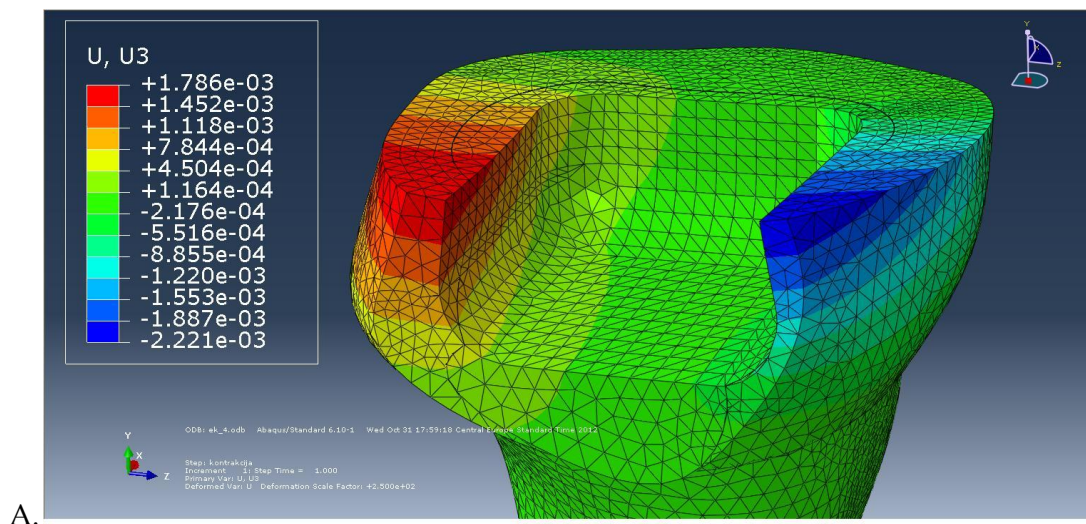 U, U3
+1.786e-03
+1.452e-03
+1.118e-03
+7.844e-04
+4.504e-04
+1.164e-04
-2.176e-04
-5.516e-04
-8.855e-04
-1.220e-03
-1.553e-03
-1.887e-03
-2.221e-03
Y
X
Z
ODB: ek_4.odb Abaqus/Standard 6.10-1 Wed Oct 31 17:59:18 Central Europe Standard Time 2012
Y
X
Z
Step: kontrakcija
Increment 1: Step Time = 1.000
Primary Var: U, U3
Deformed Var: U Deformation Scale Factor: +2.500e+02
A.